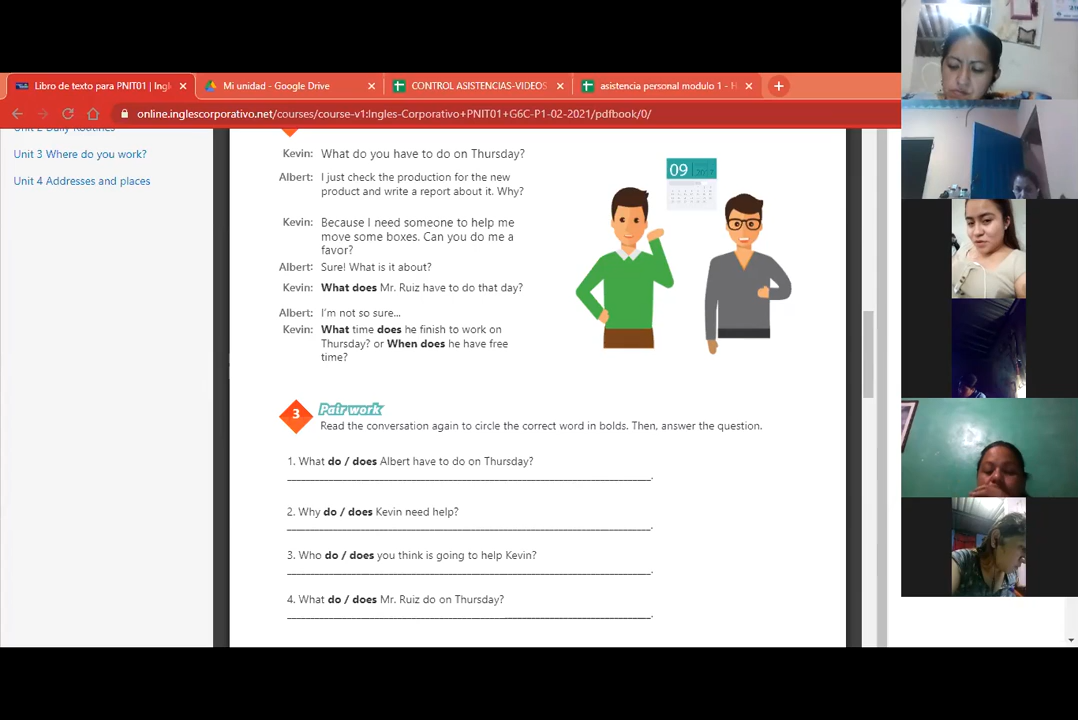 Libro de texto para PNIT01 | Ingl
Mi unidad - Google Drive
CONTROL ASISTENCIAS-VIDEOS
asistencia personal modulo 1 - H
online.inglescorporativo.net/courses/course-v1:Ingles-Corporativo+PNIT01+G6C-P1-02-2021/pdfbook/0/
Unit 2 Daily Routines
Unit 3 Where do you work?
Unit 4 Addresses and places
Kevin: What do you have to do on Thursday?
Albert: I just check the production for the new
product and write a report about it. Why?
Kevin: Because I need someone to help me
move some boxes. Can you do me a
favor?
Albert: Sure! What is it about?
Kevin: What does Mr. Ruiz have to do that day?
Albert: I'm not so sure...
Kevin: What time does he finish to work on
Thursday? or When does he have free
time?
09
3
Pair work
Read the conversation again to circle the correct word in bolds. Then, answer the question.
1. What do / does Albert have to do on Thursday?
2. Why do / does Kevin need help?
3. Who do / does you think is going to help Kevin?
4. What do / does Mr. Ruiz do on Thursday?